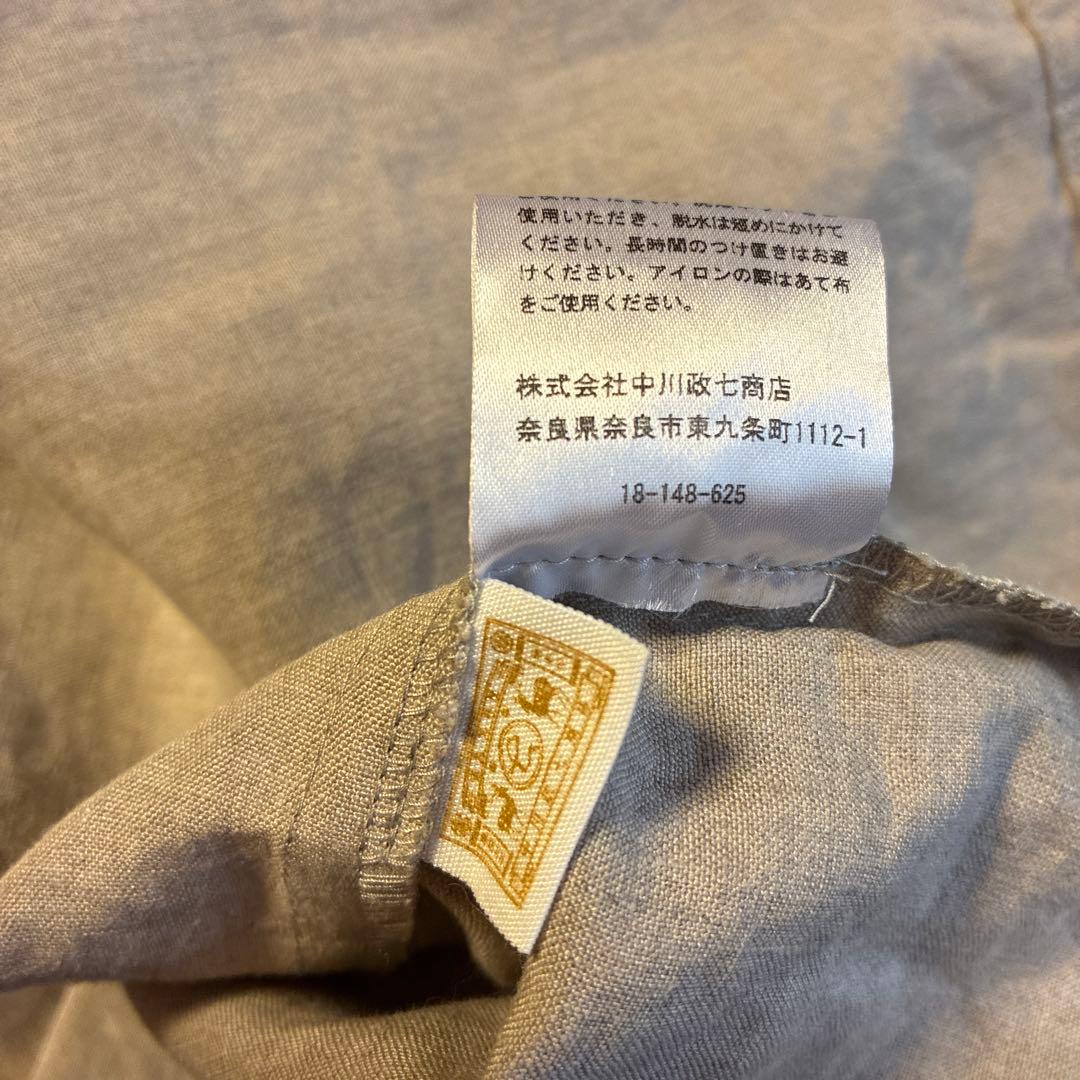 使用いただき、脱水は短めにかけて
ください。長時間のつけ置きはお避
けください。アイロンの際はあて布
をご使用ください。
株式会社中川政七商店
奈良県奈良市東九条町1112-1
18-148-625